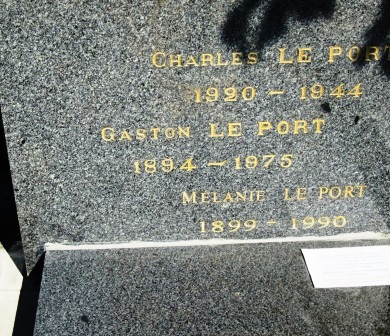 CHARLES LE PORT
1920 – 1944
GASTON LE PORT
1894 – 1975
MELANIE LE PORT
1899 – 1990